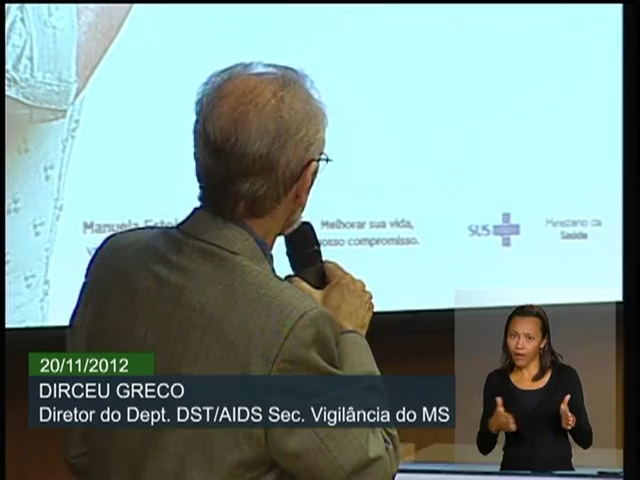 Manuela
Melhorar sua vida,
nosso compromisso.
SUS
Ministério da
Saúde
20/11/2012
DIRCEU GRECO
Diretor do Dept. DST/AIDS Sec. Vigilância do MS